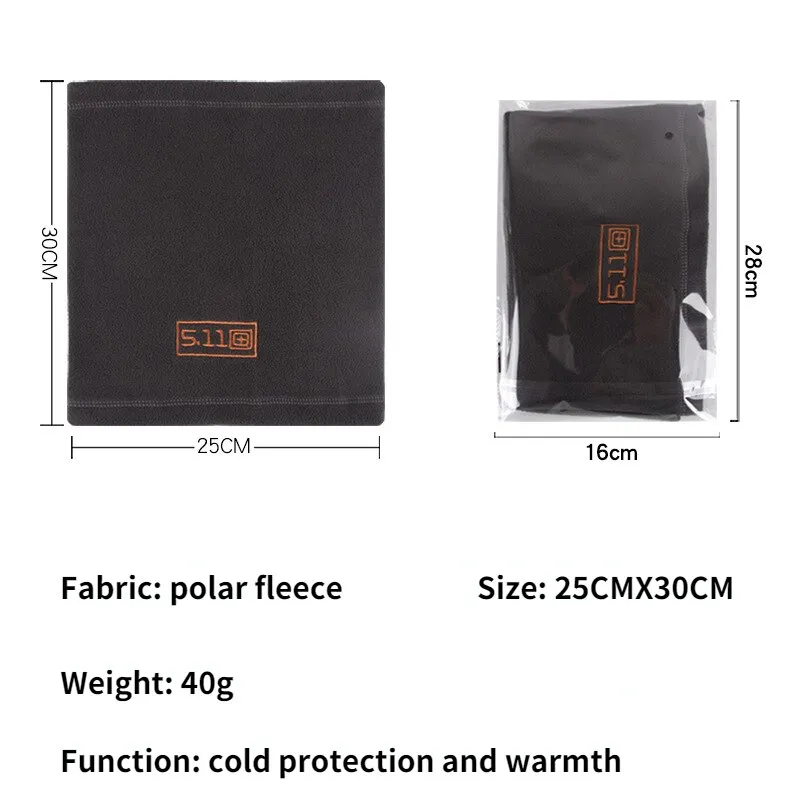 30CM
5.11
25CM
5.11
28cm
16cm
Fabric: polar fleece
Size: 25CMX30CM
Weight: 40g
Function: cold protection and warmth